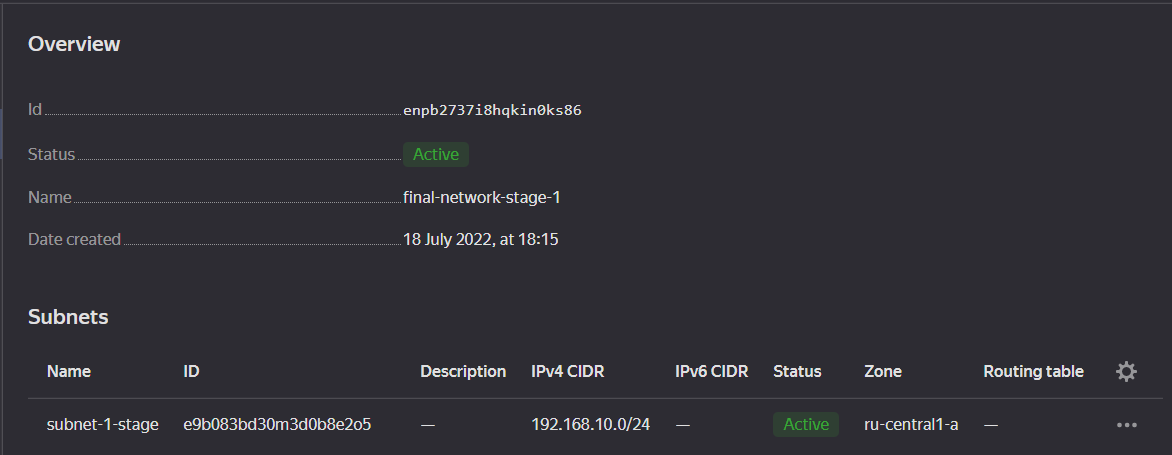 Overview
Id enpb2737i8hqkin0ks86
Status Active
Name final-network-stage-1
Date created 18 July 2022, at 18:15
Subnets
Name ID Description IPv4 CIDR IPv6 CIDR Status Zone Routing table
subnet-1-stage e9b083bd30m3d0b8e2o5 — 192.168.10.0/24 — Active ru-central1-a —